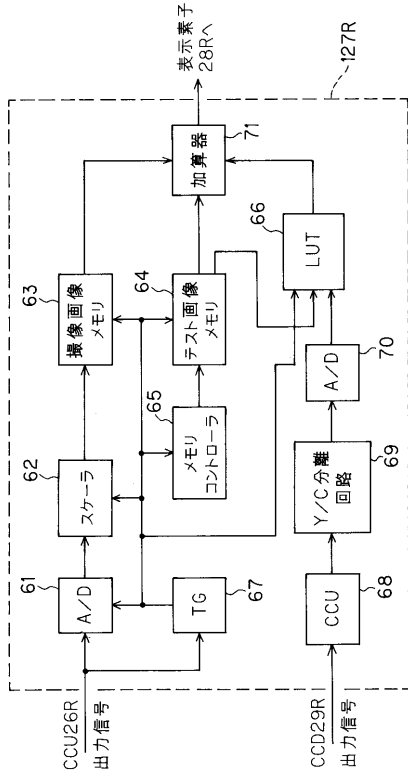 127R
CCU26R
出力信号
61
A/D
62
スケーラ
63
撮像画像
メモリ
67
TG
65
メモリ
コントローラ
64
テスト画像
メモリ
加算器
71
表示素子
28Rへ
66
LUT
CCD29R
出力信号
CCU
68
Y/C分離
回路
69
A/D
70